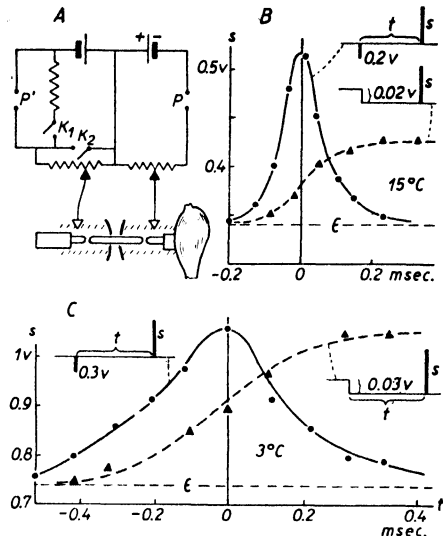 A
+ -
P'
K₁
K₂
P
B
s
0.5v
0.4
t
s
0.2v
s
0.02v
15°C
ε
-0.2
0
0.2
msec.
C
s
1v
0.9
0.8
0.7
t
s
0.3v
s
0.03v
t
3°C
ε
-0.4
-0.2
0
0.2
0.4
t
msec.